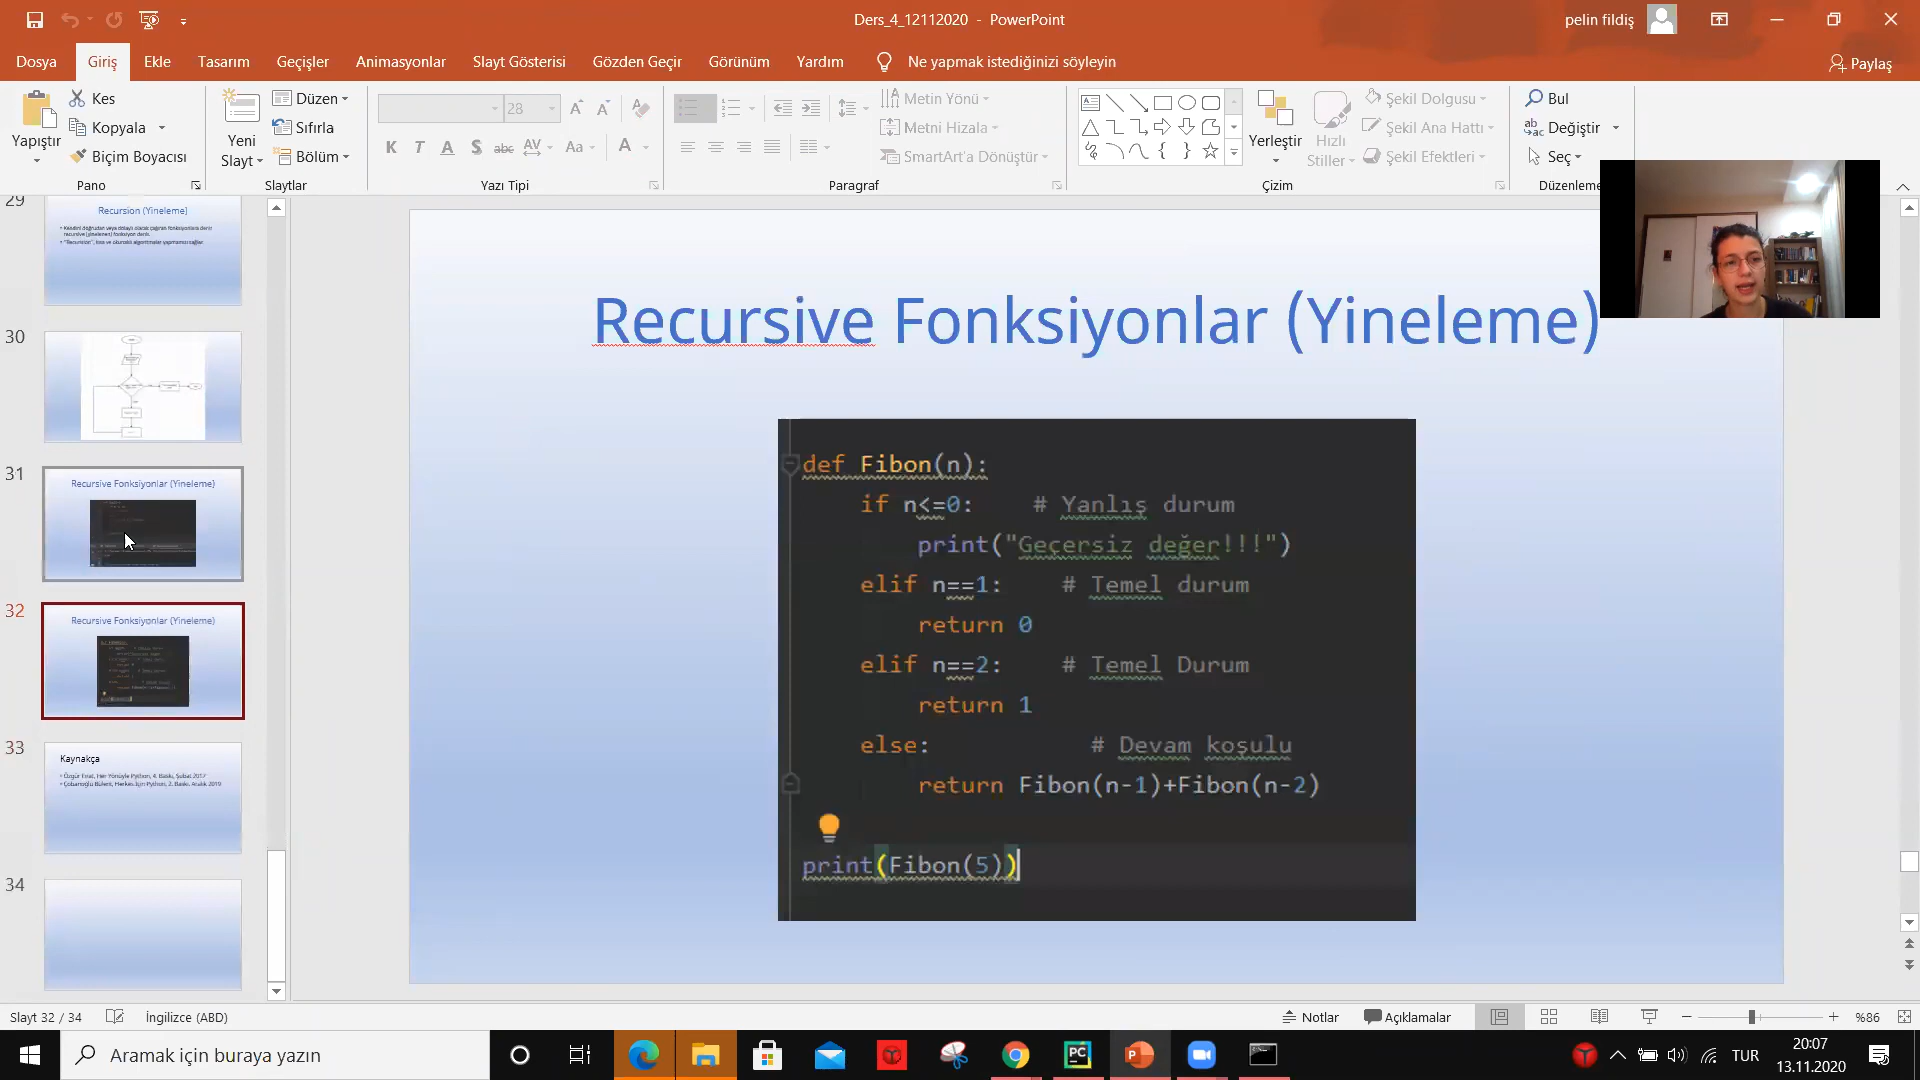 Ders_4_12112020 - PowerPoint
pelin fildiş
Dosya Giriş Ekle Tasarım Geçişler Animasyonlar Slayt Gösterisi Gözden Geçir Görünüm Yardım Ne yapmak istediğinizi söyleyin Paylaş
Yapıştır
Kes
Kopyala
Biçim Boyacısı
Pano
Yeni Slayt
Düzen
Sıfırla
Bölüm
Slaytlar
28
K T A S abc AV Aa A
Yazı Tipi
Metin Yönü
Metni Hizala
SmartArt'a Dönüştür
Paragraf
Yerleştir
Hızlı Stiller
Şekil Dolgusu
Şekil Ana Hattı
Şekil Efektleri
Çizim
Bul
Değiştir
Seç
Düzenleme
29
Recursion (Yineleme)
30
31
Recursive Fonksiyonlar (Yineleme)
32
Recursive Fonksiyonlar (Yineleme)
33
Kaynakça
34
Recursive Fonksiyonlar (Yineleme)
def Fibon(n):
if n<=0: # Yanlış durum
print("Geçersiz değer!!!")
elif n==1: # Temel durum
return 0
elif n==2: # Temel Durum
return 1
else: # Devam koşulu
return Fibon(n-1)+Fibon(n-2)
print(Fibon(5))
Slayt 32 / 34 İngilizce (ABD) Notlar Açıklamalar %86
Aramak için buraya yazın
TUR
20:07
13.11.2020